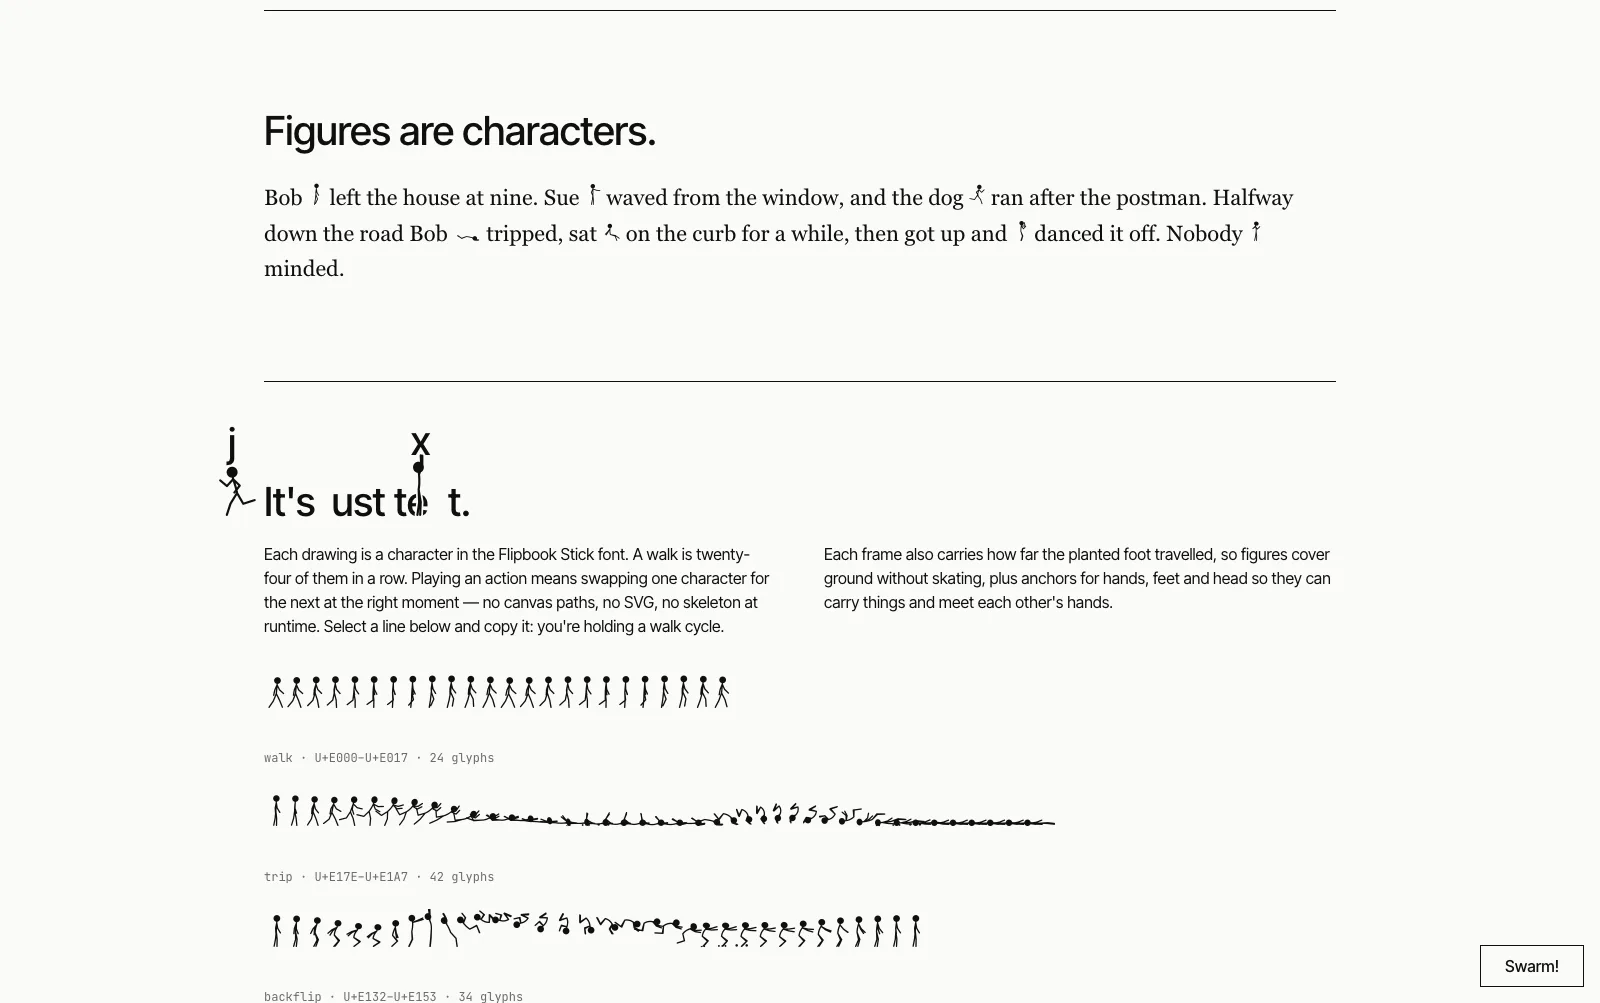 Figures are characters.
Bob left the house at nine. Sue waved from the window, and the dog ran after the postman. Halfway
down the road Bob tripped, sat on the curb for a while, then got up and danced it off. Nobody
minded.
j x
It's ust te t.
Each drawing is a character in the Flipbook Stick font. A walk is twenty-
four of them in a row. Playing an action means swapping one character for
the next at the right moment — no canvas paths, no SVG, no skeleton at
runtime. Select a line below and copy it: you're holding a walk cycle.
Each frame also carries how far the planted foot travelled, so figures cover
ground without skating, plus anchors for hands, feet and head so they can
carry things and meet each other's hands.
walk · U+E000–U+E017 · 24 glyphs
trip · U+E17E–U+E1A7 · 42 glyphs
backflip · U+E132–U+E153 · 34 glyphs
Swarm!